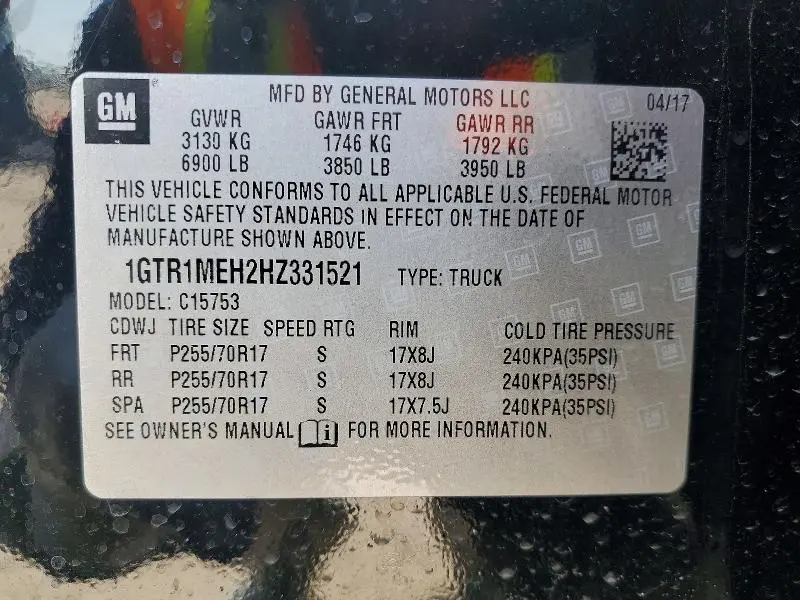 GM
MFD BY GENERAL MOTORS LLC
04/17
GVWR GAWR FRT GAWR RR
3130 KG 1746 KG 1792 KG
6900 LB 3850 LB 3950 LB
THIS VEHICLE CONFORMS TO ALL APPLICABLE U.S. FEDERAL MOTOR
VEHICLE SAFETY STANDARDS IN EFFECT ON THE DATE OF
MANUFACTURE SHOWN ABOVE.
1GTR1MEH2HZ331521 TYPE: TRUCK
MODEL: C15753
CDWJ TIRE SIZE SPEED RTG RIM COLD TIRE PRESSURE
FRT P255/70R17 S 17X8J 240KPA(35PSI)
RR P255/70R17 S 17X8J 240KPA(35PSI)
SPA P255/70R17 S 17X7.5J 240KPA(35PSI)
SEE OWNER'S MANUAL i FOR MORE INFORMATION.